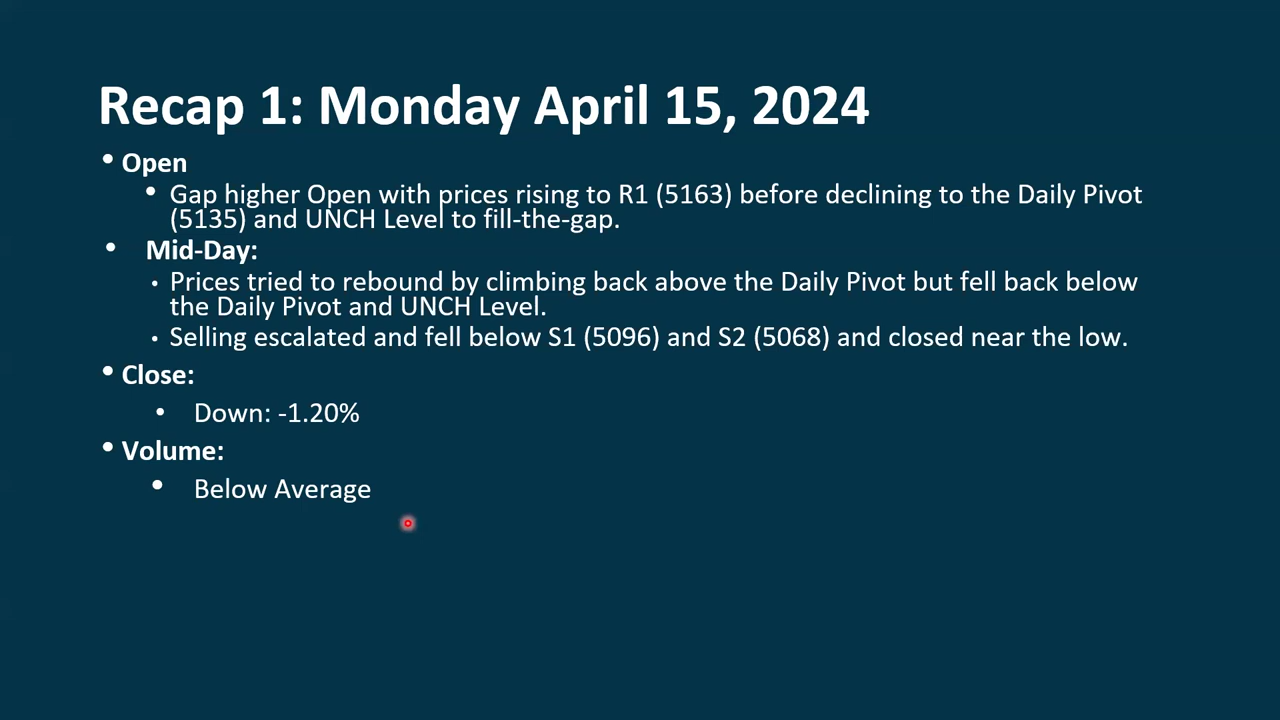 Recap 1: Monday April 15, 2024
• Open
• Gap higher Open with prices rising to R1 (5163) before declining to the Daily Pivot
(5135) and UNCH Level to fill-the-gap.
• Mid-Day:
• Prices tried to rebound by climbing back above the Daily Pivot but fell back below
the Daily Pivot and UNCH Level.
• Selling escalated and fell below S1 (5096) and S2 (5068) and closed near the low.
• Close:
• Down: -1.20%
• Volume:
• Below Average